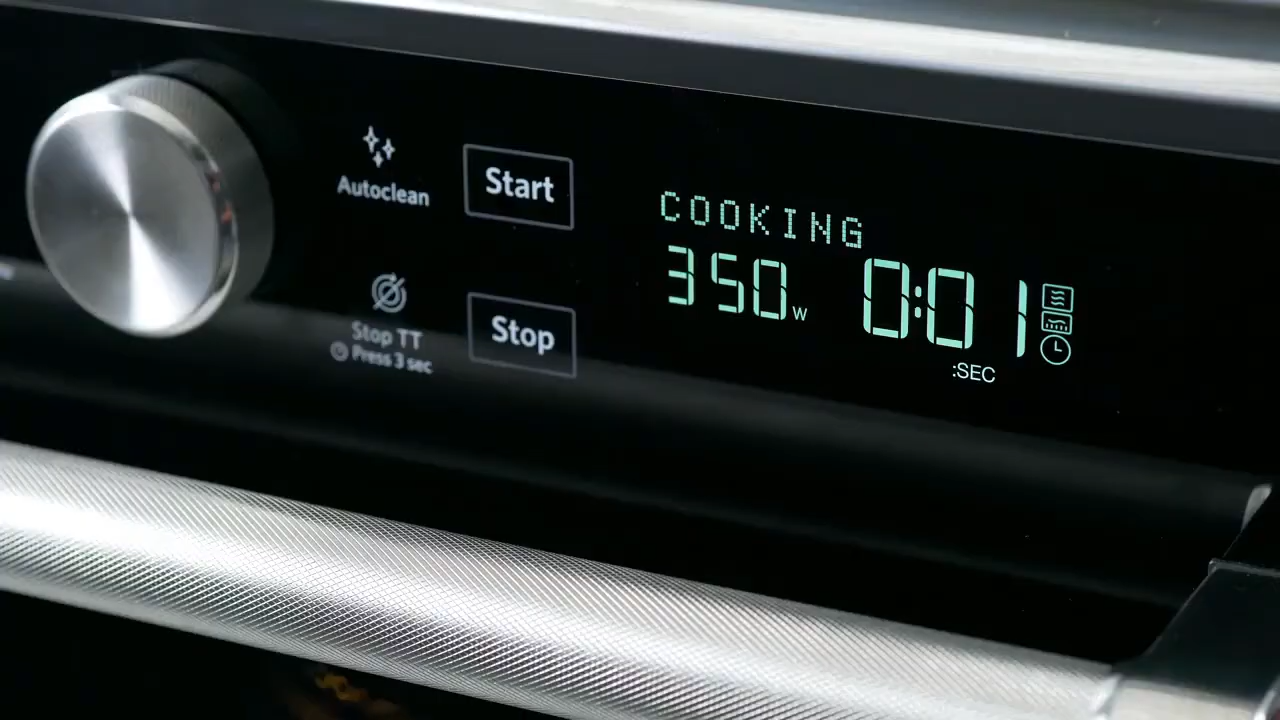 Autoclean
Start
Stop TT
Press 3 sec
Stop
COOKING
350W 0:01
:SEC